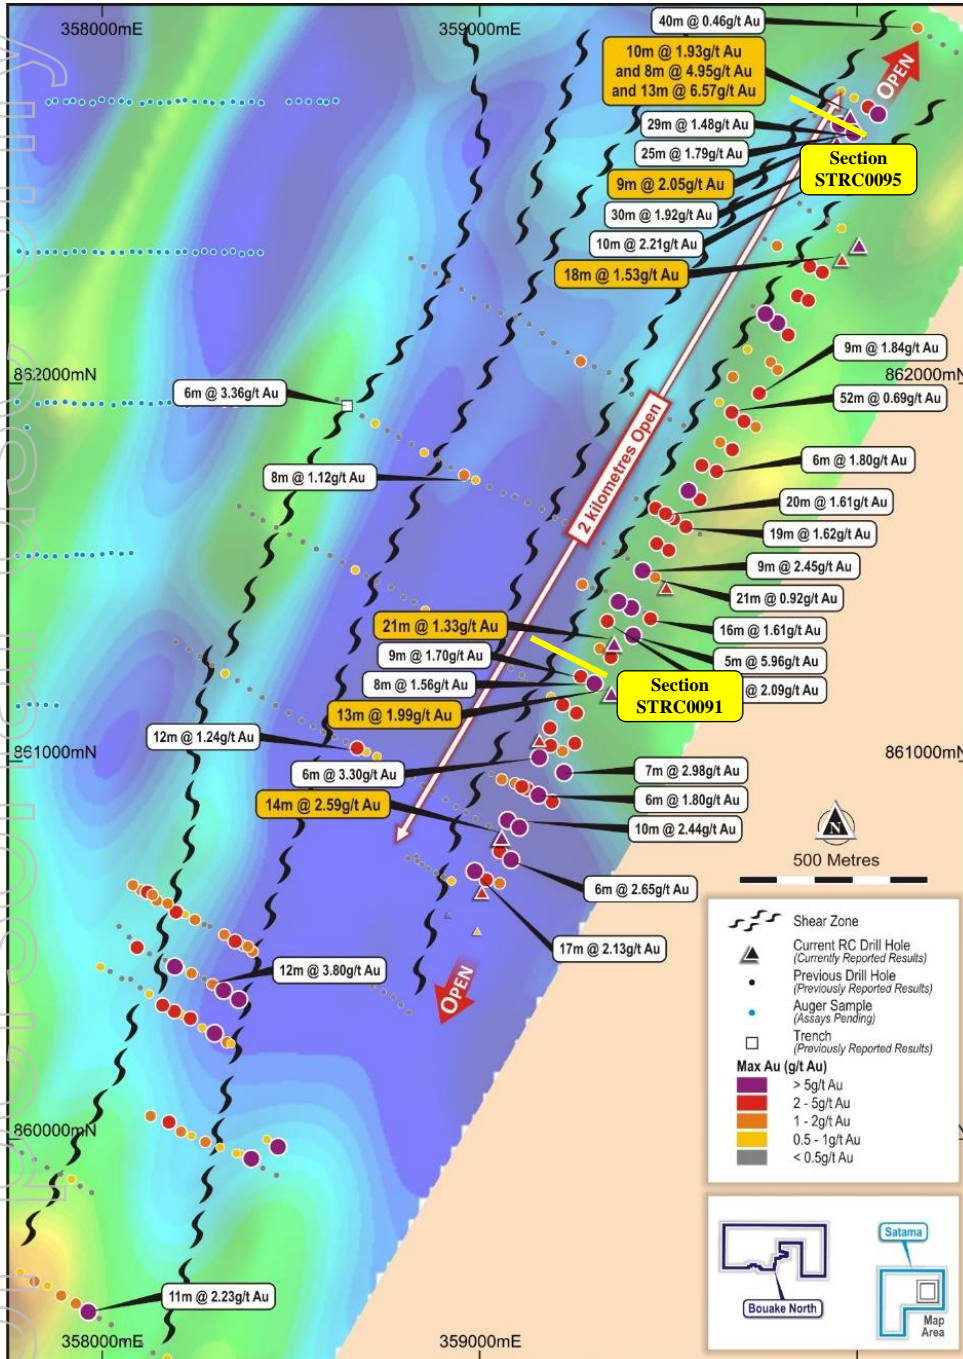 358000mE
359000mE
40m @ 0.46g/t Au
10m @ 1.93g/t Au
and 8m @ 4.95g/t Au
and 13m @ 6.57g/t Au
OPEN
29m @ 1.48g/t Au
25m @ 1.79g/t Au
Section
STRC0095
9m @ 2.05g/t Au
30m @ 1.92g/t Au
10m @ 2.21g/t Au
18m @ 1.53g/t Au
9m @ 1.84g/t Au
862000mN
862000mN
6m @ 3.36g/t Au
52m @ 0.69g/t Au
2 kilometres Open
6m @ 1.80g/t Au
8m @ 1.12g/t Au
20m @ 1.61g/t Au
19m @ 1.62g/t Au
9m @ 2.45g/t Au
21m @ 0.92g/t Au
21m @ 1.33g/t Au
16m @ 1.61g/t Au
9m @ 1.70g/t Au
5m @ 5.96g/t Au
8m @ 1.56g/t Au
Section
STRC0091
@ 2.09g/t Au
13m @ 1.99g/t Au
12m @ 1.24g/t Au
861000mN
861000mN
6m @ 3.30g/t Au
7m @ 2.98g/t Au
14m @ 2.59g/t Au
6m @ 1.80g/t Au
10m @ 2.44g/t Au
N
500 Metres
6m @ 2.65g/t Au
17m @ 2.13g/t Au
12m @ 3.80g/t Au
OPEN
Shear Zone
Current RC Drill Hole
(Currently Reported Results)
Previous Drill Hole
(Previously Reported Results)
Auger Sample
(Assays Pending)
Trench
(Previously Reported Results)
Max Au (g/t Au)
> 5g/t Au
2 - 5g/t Au
1 - 2g/t Au
0.5 - 1g/t Au
< 0.5g/t Au
860000mN
11m @ 2.23g/t Au
Satama
Bouake North
Map
Area
358000mE
359000mE